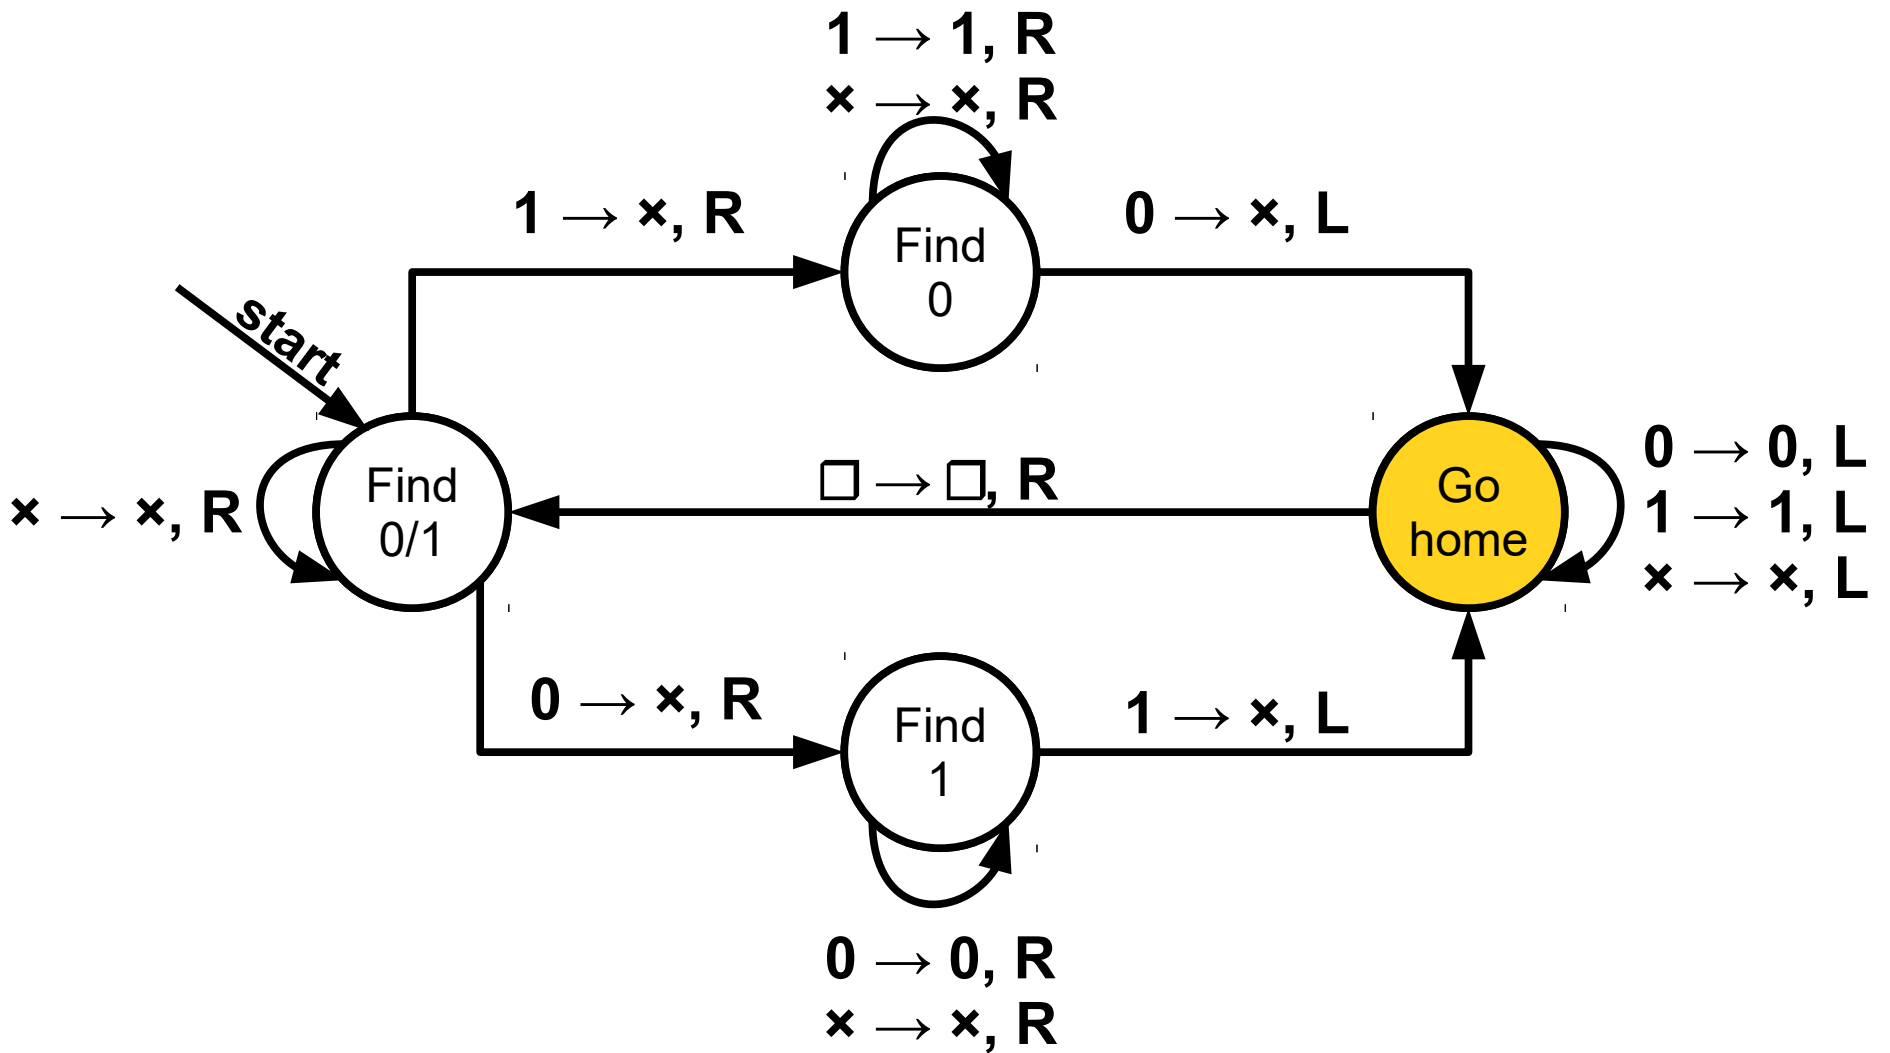 1 → 1, R
× → ×, R
1 → ×, R
Find
0
0 → ×, L
start
Find
0/1
× → ×, R
□ → □, R
Go
home
0 → 0, L
1 → 1, L
× → ×, L
0 → ×, R
Find
1
1 → ×, L
0 → 0, R
× → ×, R